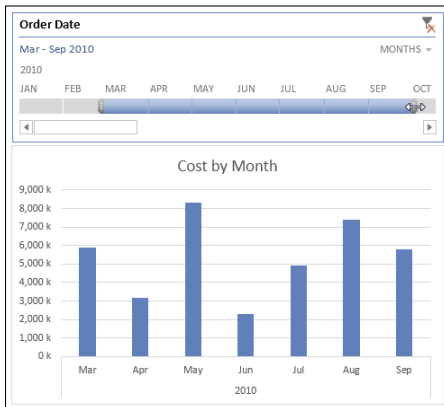 Order Date
Mar - Sep 2010 MONTHS
2010
JAN FEB MAR APR MAY JUN JUL AUG SEP OCT
Cost by Month
9,000 k
8,000 k
7,000 k
6,000 k
5,000 k
4,000 k
3,000 k
2,000 k
1,000 k
0 k
Mar Apr May Jun Jul Aug Sep
2010